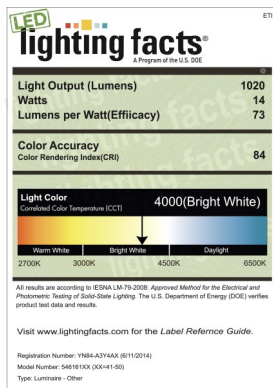 ETI
LED
lighting facts®
A Program of the U.S. DOE
Light Output (Lumens) 1020
Watts 14
Lumens per Watt(Effiicacy) 73
Color Accuracy
Color Rendering Index(CRI) 84
Light Color
Correlated Color Temperature (CCT) 4000(Bright White)
Warm White Bright White Daylight
2700K 3000K 4500K 6500K
All results are according to IESNA LM-79-2008: Approved Method for the Electrical and
Photometric Testing of Solid-State Lighting. The U.S. Department of Energy (DOE) verifies
product test data and results.
Visit www.lightingfacts.com for the Label Refernce Guide.
Registration Number: YN84-A3Y4AX (6/11/2014)
Model Number: 546161XX (XX=41-50)
Type: Luminaire - Other